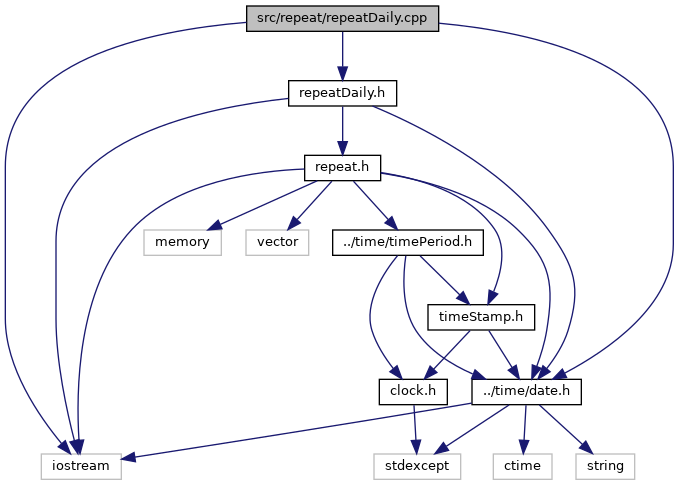 src/repeat/repeatDaily.cpp
repeatDaily.h
repeat.h
memory
vector
../time/timePeriod.h
timeStamp.h
clock.h
../time/date.h
iostream
stdexcept
ctime
string